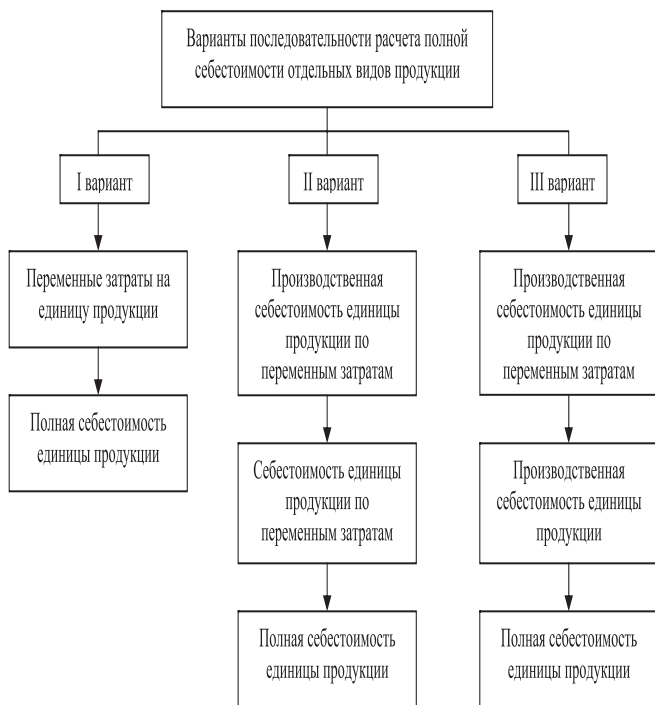 Варианты последовательности расчета полной
себестоимости отдельных видов продукции
I вариант
II вариант
III вариант
Переменные затраты на
единицу продукции
Производственная
себестоимость единицы
продукции по
переменным затратам
Производственная
себестоимость единицы
продукции по
переменным затратам
Полная себестоимость
единицы продукции
Себестоимость единицы
продукции по
переменным затратам
Производственная
себестоимость единицы
продукции
Полная себестоимость
единицы продукции
Полная себестоимость
единицы продукции